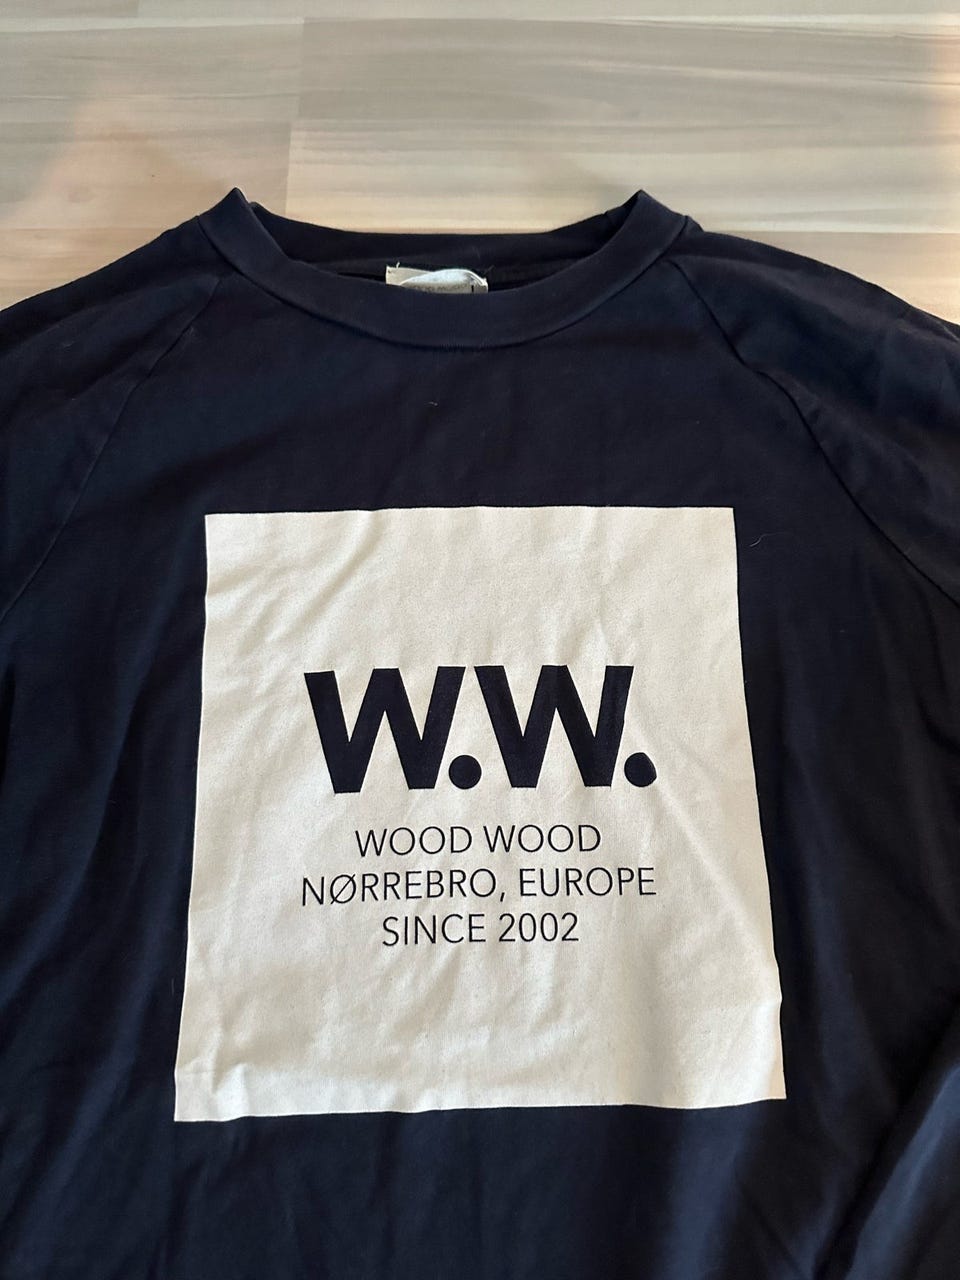 W.W.
WOOD WOOD
NØRREBRO, EUROPE
SINCE 2002